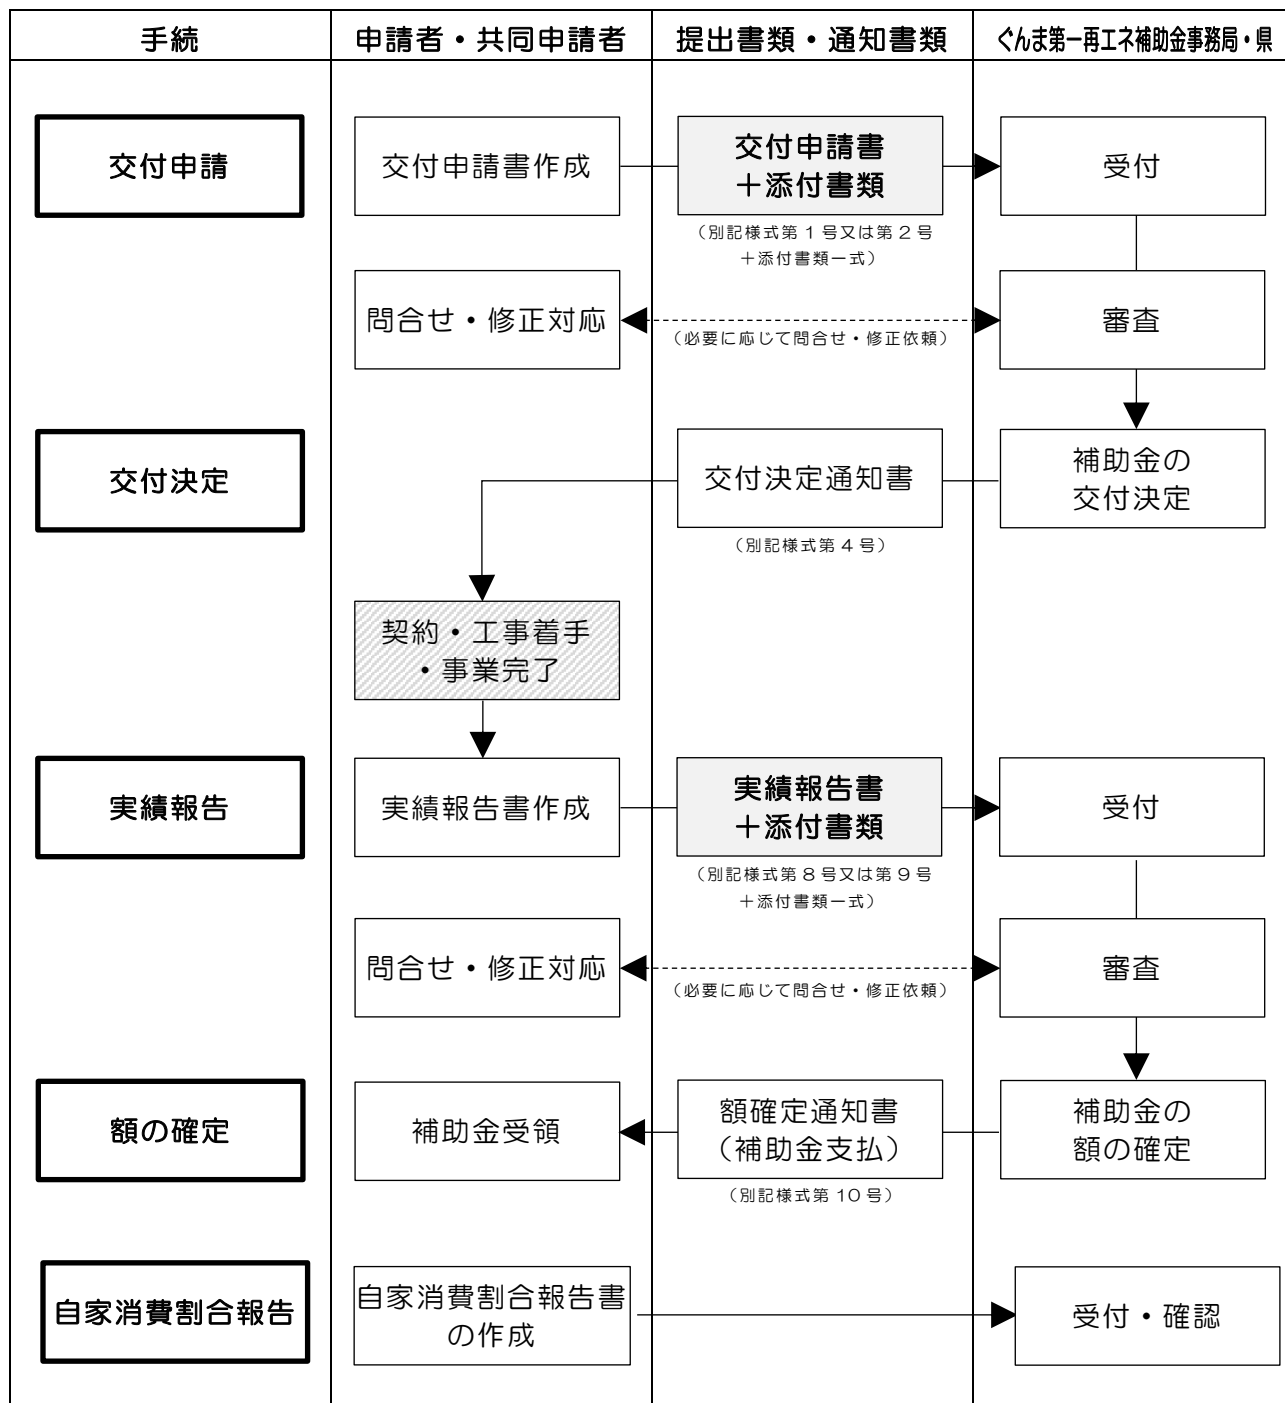 手続
申請者・共同申請者
提出書類・通知書類
ぐんま第一再エネ補助金事務局・県
交付申請
交付申請書作成
交付申請書
＋添付書類
（別記様式第１号又は第２号
＋添付書類一式）
受付
問合せ・修正対応
（必要に応じて問合せ・修正依頼）
審査
交付決定
交付決定通知書
（別記様式第４号）
補助金の
交付決定
契約・工事着手
・事業完了
実績報告
実績報告書作成
実績報告書
＋添付書類
（別記様式第８号又は第９号
＋添付書類一式）
受付
問合せ・修正対応
（必要に応じて問合せ・修正依頼）
審査
額の確定
補助金受領
額確定通知書
（補助金支払）
（別記様式第10号）
補助金の
額の確定
自家消費割合報告
自家消費割合報告書
の作成
受付・確認